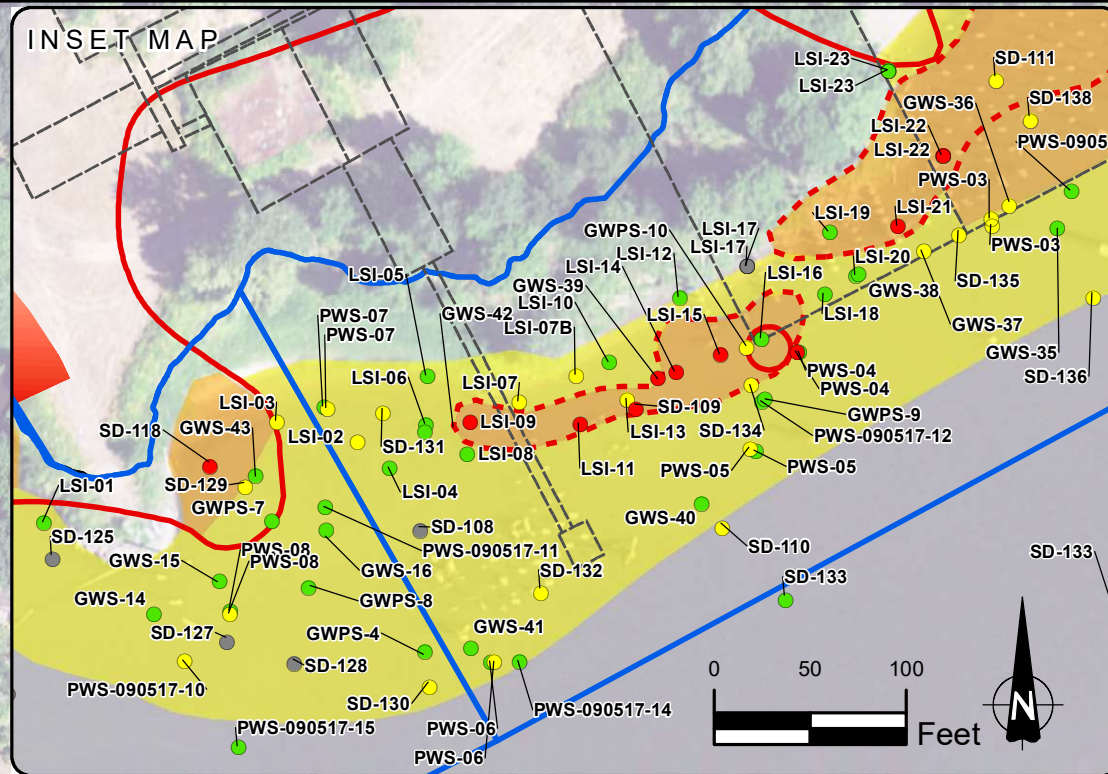 INSET MAP
LSI-23
LSI-23
SD-111
GWS-36
SD-138
LSI-22
LSI-22
PWS-0905
PWS-03
LSI-21
LSI-19
GWPS-10
LSI-17
LSI-17
PWS-03
LSI-12
LSI-14
GWS-39
LSI-10
LSI-07B
LSI-05
GWS-42
LSI-20
SD-135
LSI-16
GWS-38
LSI-18
LSI-15
GWS-37
PWS-07
PWS-07
GWS-35
SD-136
PWS-04
PWS-04
LSI-06
LSI-07
LSI-03
SD-118
GWS-43
LSI-02
LSI-09
SD-109
GWPS-9
LSI-13
SD-134
PWS-090517-12
SD-131
LSI-08
LSI-11
PWS-05
PWS-05
SD-129
LSI-01
LSI-04
GWPS-7
GWS-40
SD-125
SD-108
PWS-08
PWS-08
PWS-090517-11
SD-110
SD-133
GWS-15
GWS-16
SD-132
SD-133
GWS-14
GWPS-8
SD-127
GWPS-4
GWS-41
SD-128
PWS-090517-10
SD-130
PWS-090517-14
PWS-090517-15
PWS-06
PWS-06
0 50 100
Feet
N